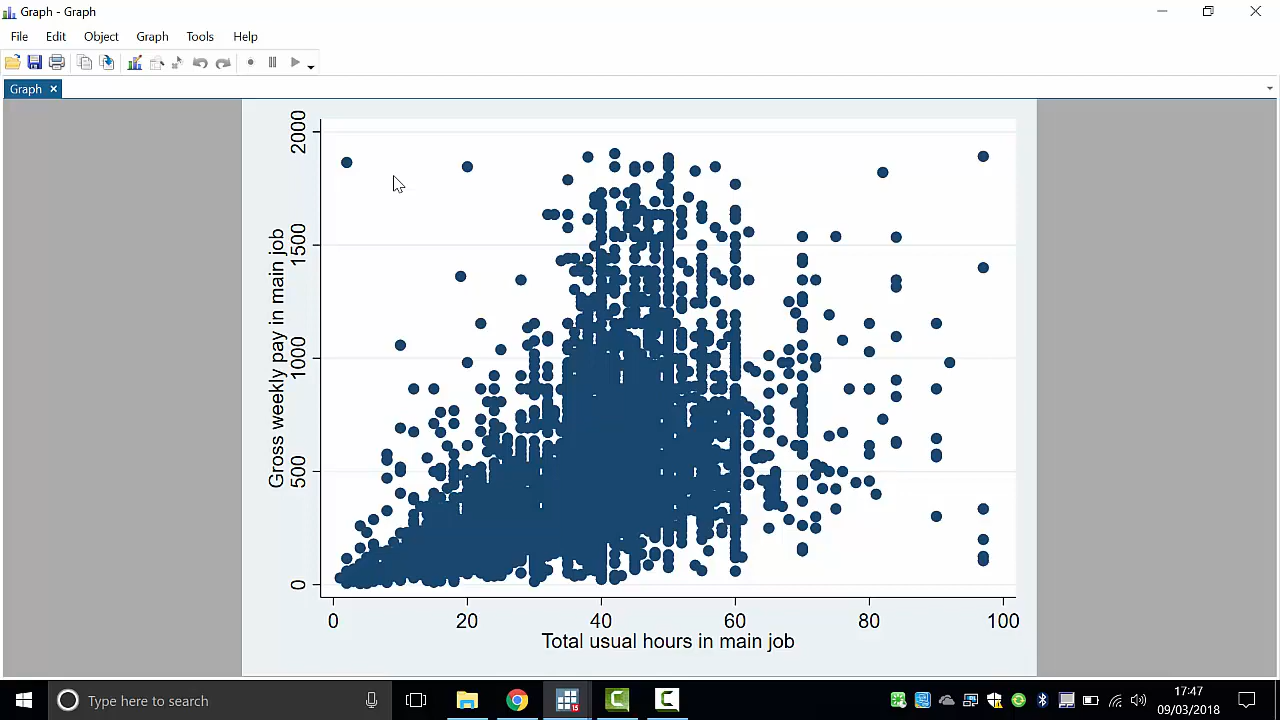 Graph - Graph
File Edit Object Graph Tools Help
Graph
2000
1500
1000
500
0
Gross weekly pay in main job
0 20 40 60 80 100
Total usual hours in main job
Type here to search
15
17:47
09/03/2018